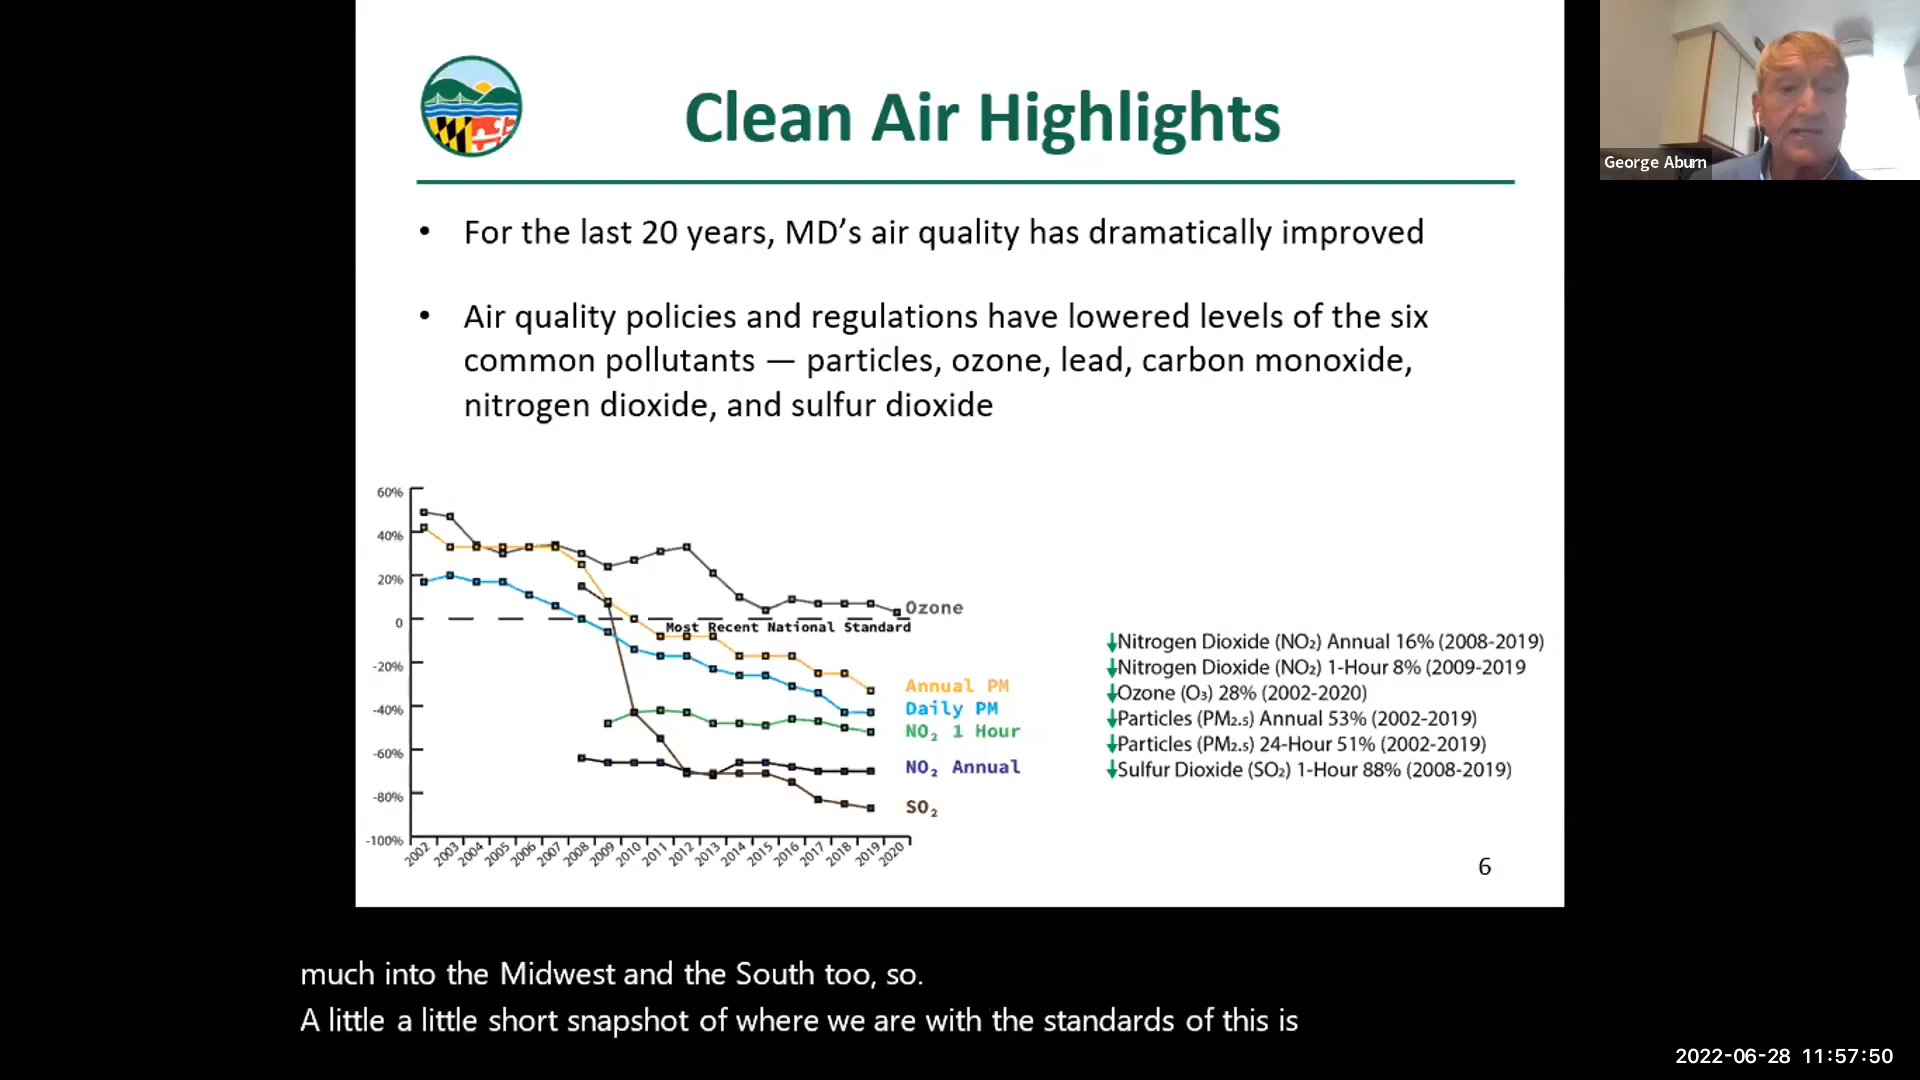 Clean Air Highlights
George Aburn
• For the last 20 years, MD’s air quality has dramatically improved
• Air quality policies and regulations have lowered levels of the six
common pollutants — particles, ozone, lead, carbon monoxide,
nitrogen dioxide, and sulfur dioxide
60%
40%
20%
0
-20%
-40%
-60%
-80%
-100%
2002 2003 2004 2005 2006 2007 2008 2009 2010 2011 2012 2013 2014 2015 2016 2017 2018 2019 2020
Ozone
Most Recent National Standard
Annual PM
Daily PM
NO₂ 1 Hour
NO₂ Annual
SO₂
↓Nitrogen Dioxide (NO₂) Annual 16% (2008-2019)
↓Nitrogen Dioxide (NO₂) 1-Hour 8% (2009-2019
↓Ozone (O₃) 28% (2002-2020)
↓Particles (PM₂.₅) Annual 53% (2002-2019)
↓Particles (PM₂.₅) 24-Hour 51% (2002-2019)
↓Sulfur Dioxide (SO₂) 1-Hour 88% (2008-2019)
6
much into the Midwest and the South too, so.
A little a little short snapshot of where we are with the standards of this is
2022-06-28 11:57:50